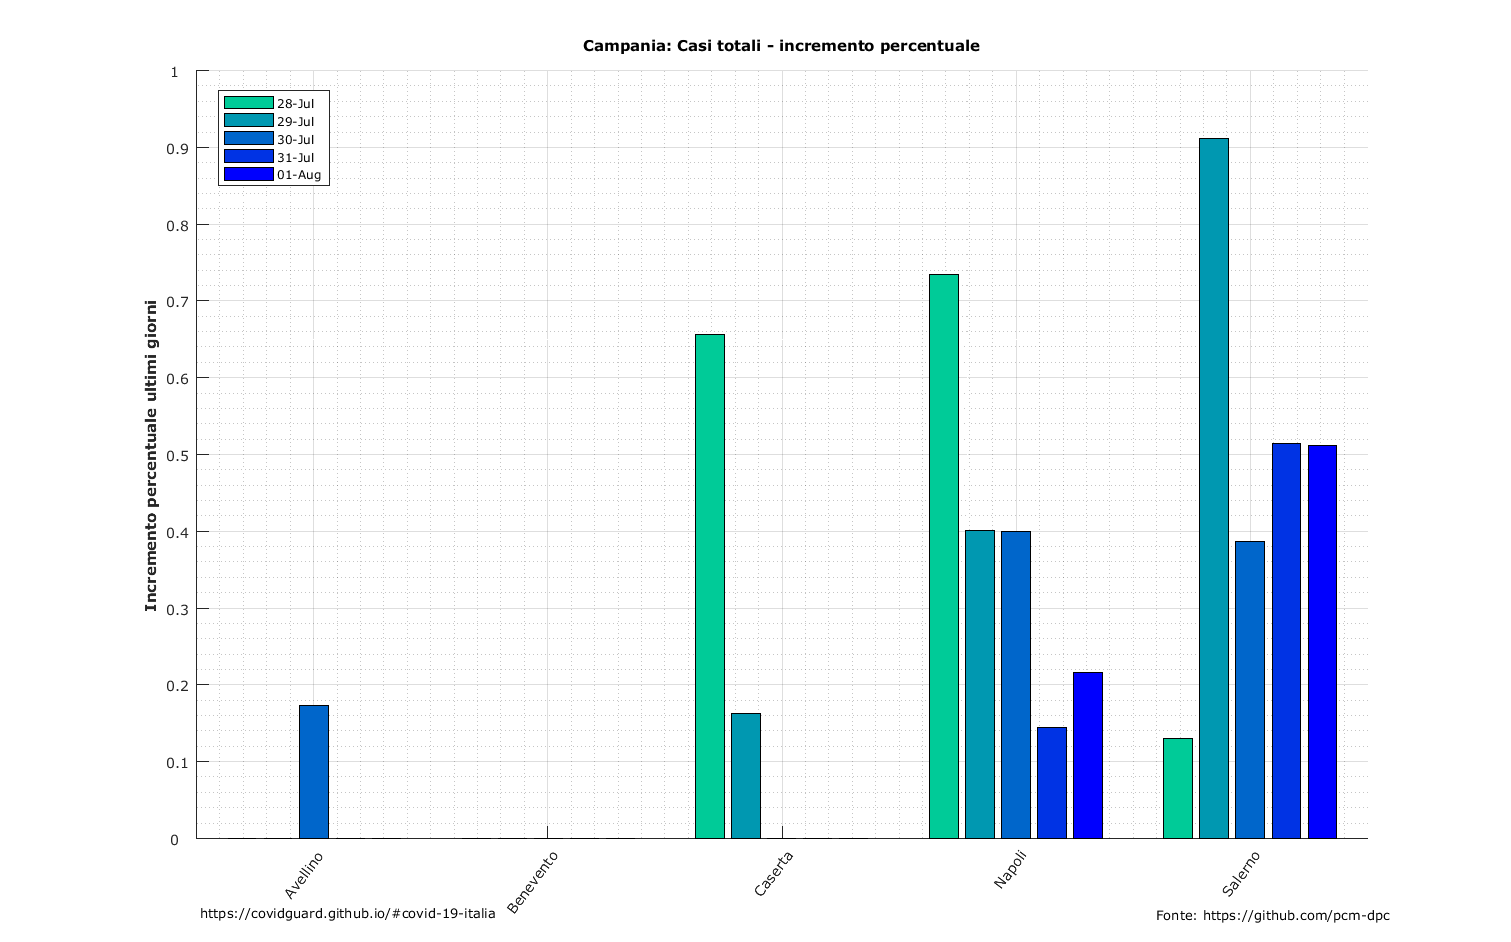 Campania: Casi totali - incremento percentuale
28-Jul
29-Jul
30-Jul
31-Jul
01-Aug
Incremento percentuale ultimi giorni
1
0.9
0.8
0.7
0.6
0.5
0.4
0.3
0.2
0.1
0
Avellino
Benevento
Caserta
Napoli
Salerno
https://covidguard.github.io/#covid-19-italia
Fonte: https://github.com/pcm-dpc